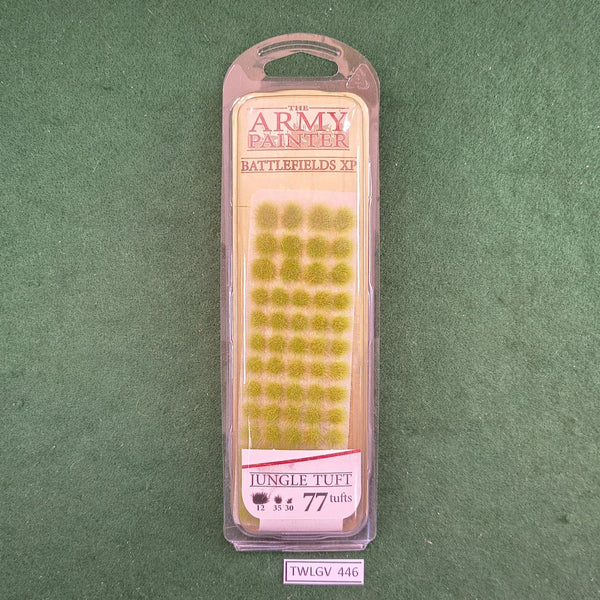 THE
ARMY
PAINTER
BATTLEFIELDS XP
JUNGLE TUFT
12 35 30 77 tufts
TWLGV 446